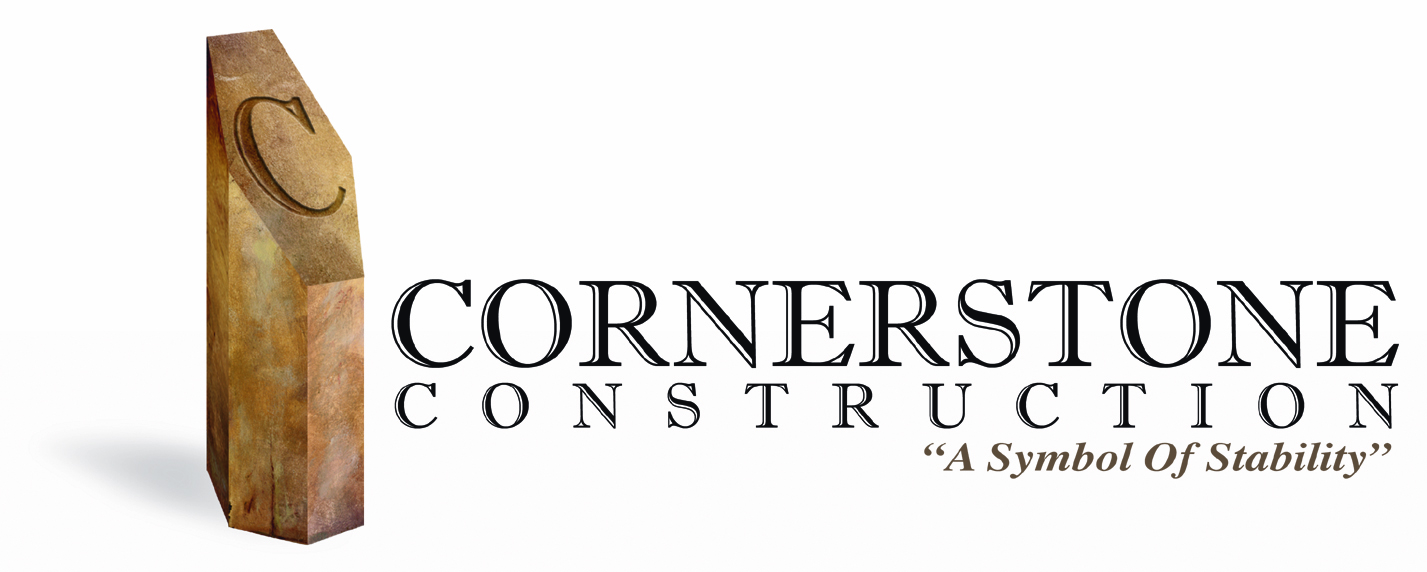 C
CORNERSTONE
CONSTRUCTION
“A Symbol Of Stability”